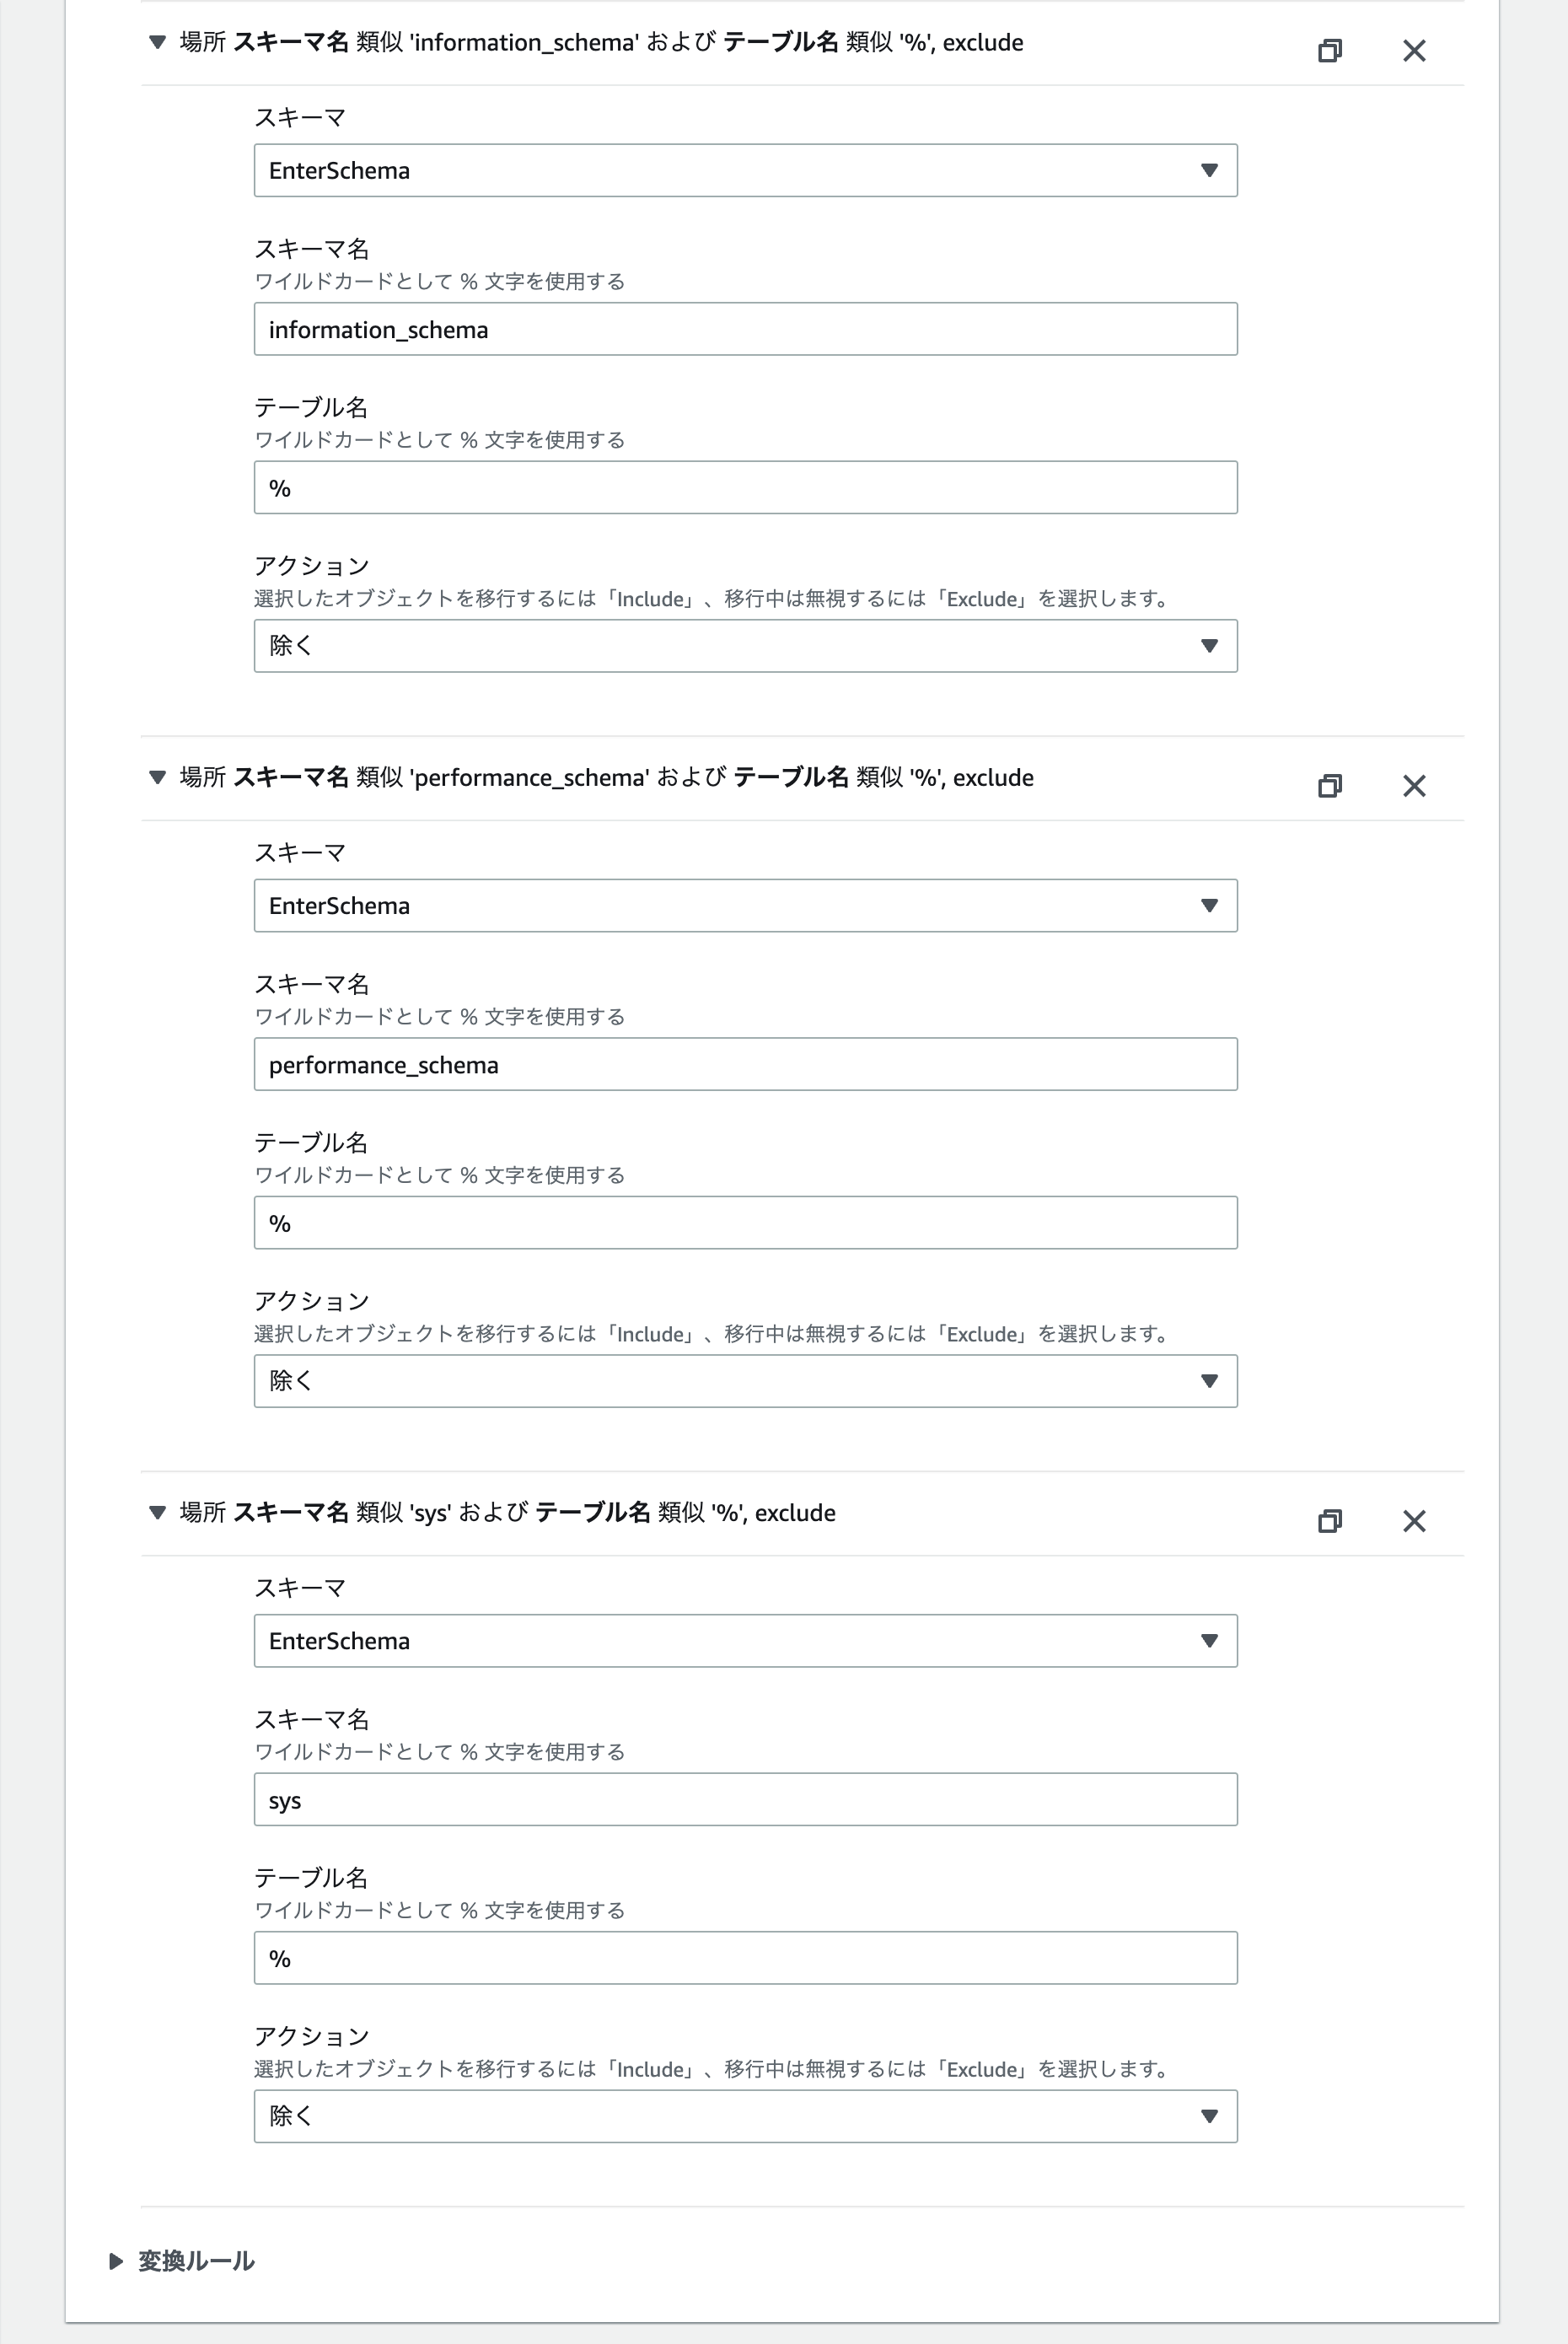 場所 スキーマ名 類似 'information_schema' および テーブル名 類似 '%', exclude
スキーマ
EnterSchema
スキーマ名
ワイルドカードとして % 文字を使用する
information_schema
テーブル名
ワイルドカードとして % 文字を使用する
%
アクション
選択したオブジェクトを移行するには「Include」、移行中は無視するには「Exclude」を選択します。
除く
場所 スキーマ名 類似 'performance_schema' および テーブル名 類似 '%', exclude
スキーマ
EnterSchema
スキーマ名
ワイルドカードとして % 文字を使用する
performance_schema
テーブル名
ワイルドカードとして % 文字を使用する
%
アクション
選択したオブジェクトを移行するには「Include」、移行中は無視するには「Exclude」を選択します。
除く
場所 スキーマ名 類似 'sys' および テーブル名 類似 '%', exclude
スキーマ
EnterSchema
スキーマ名
ワイルドカードとして % 文字を使用する
sys
テーブル名
ワイルドカードとして % 文字を使用する
%
アクション
選択したオブジェクトを移行するには「Include」、移行中は無視するには「Exclude」を選択します。
除く
変換ルール